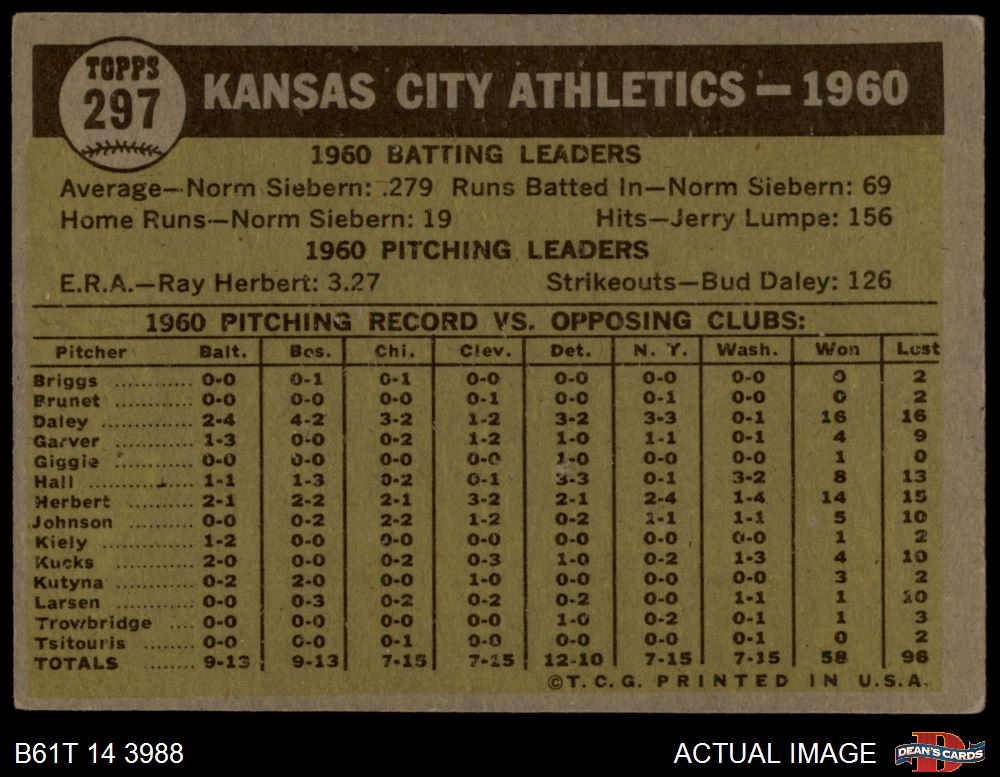 TOPPS
297
KANSAS CITY ATHLETICS — 1960
1960 BATTING LEADERS
Average—Norm Siebern: .279 Runs Batted In—Norm Siebern: 69
Home Runs—Norm Siebern: 19 Hits—Jerry Lumpe: 156
1960 PITCHING LEADERS
E.R.A.—Ray Herbert: 3.27 Strikeouts—Bud Daley: 126
1960 PITCHING RECORD VS. OPPOSING CLUBS:
Pitcher Balt. Bos. Chi. Clev. Det. N. Y. Wash. Won Lost
Briggs ........... 0-0 0-1 0-1 0-0 0-0 0-0 0-0 0 2
Brunet ........... 0-0 0-0 0-0 0-1 0-0 0-1 0-0 0 2
Daley ............ 2-4 4-2 3-2 1-2 3-2 3-3 0-1 16 16
Garver ........... 1-3 0-0 0-2 1-2 1-0 1-1 0-1 4 9
Giggie ........... 0-0 0-0 0-0 0-0 1-0 0-0 0-0 1 0
Hall ............. 1-1 1-3 0-2 0-1 3-3 0-1 3-2 8 13
Herbert .......... 2-1 2-2 2-1 3-2 2-1 2-4 1-4 14 15
Johnson .......... 0-0 0-2 2-2 1-2 0-2 1-1 1-1 5 10
Kiely ............ 1-2 0-0 0-0 0-0 0-0 0-0 0-0 1 2
Kucks ............ 2-0 0-0 0-2 0-3 1-0 0-2 1-3 4 10
Kutyna ........... 0-2 2-0 0-0 1-0 0-0 0-0 0-0 3 2
Larsen ........... 0-0 0-3 0-2 0-2 0-2 0-0 1-1 1 10
Trowbridge .... 0-0 0-0 0-0 0-0 1-0 0-2 0-1 1 3
Tsitouris ........ 0-0 0-0 0-1 0-0 0-0 0-0 0-1 0 2
TOTALS ....... 9-13 9-13 7-15 7-15 12-10 7-15 7-15 58 96
©T. C. G. PRINTED IN U.S.A.
B61T 14 3988 ACTUAL IMAGE
D
DEAN'S CARDS